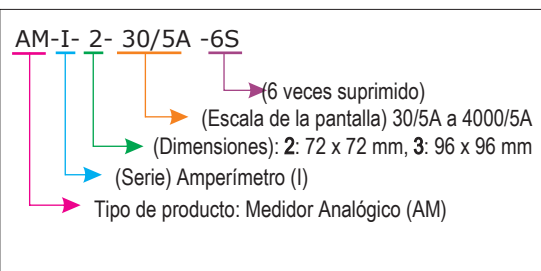 AM-I- 2- 30/5A -6S
(6 veces suprimido)
(Escala de la pantalla) 30/5A a 4000/5A
(Dimensiones): 2: 72 x 72 mm, 3: 96 x 96 mm
(Serie) Amperímetro (I)
Tipo de producto: Medidor Analógico (AM)